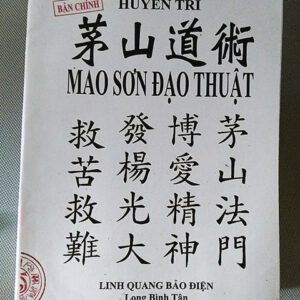 BẢN CHÍNH
HUYỀN TRÍ
茅山道術
MAO SƠN ĐẠO THUẬT
茅山法門
博愛精神
發楊光大
救苦救難
LINH QUANG BẢO ĐIỆN
Long Bình Tân